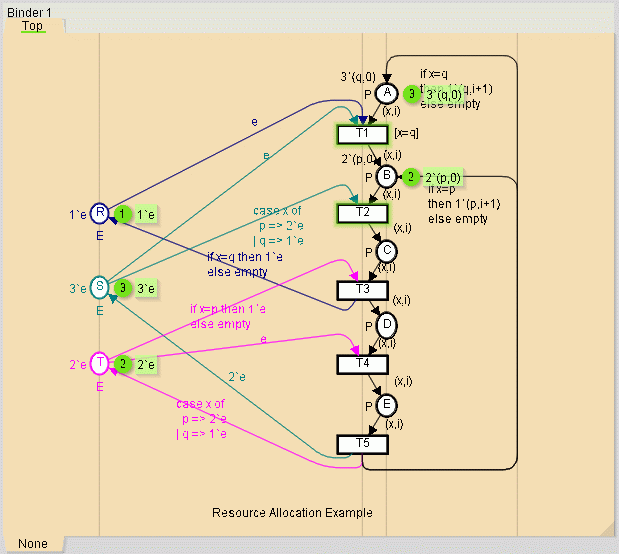 Binder 1
Top
3`(q,0)
if x=q
then 1`(q,i+1)
else empty
P
A
3
3`(q,0)
(x,i)
e
T1
[x=q]
e
2`(p,0)
(x,i)
P
B
2
2`(p,0)
if x=p
then 1`(p,i+1)
else empty
(x,i)
1`e
R
1
1`e
E
case x of
p => 2`e
| q => 1`e
T2
(x,i)
if x=q then 1`e
else empty
P
C
(x,i)
3`e
S
3
3`e
E
T3
(x,i)
if x=p then 1`e
else empty
P
D
(x,i)
e
2`e
T
2
2`e
E
T4
2`e
(x,i)
case x of
p => 2`e
| q => 1`e
P
E
(x,i)
T5
Resource Allocation Example
None